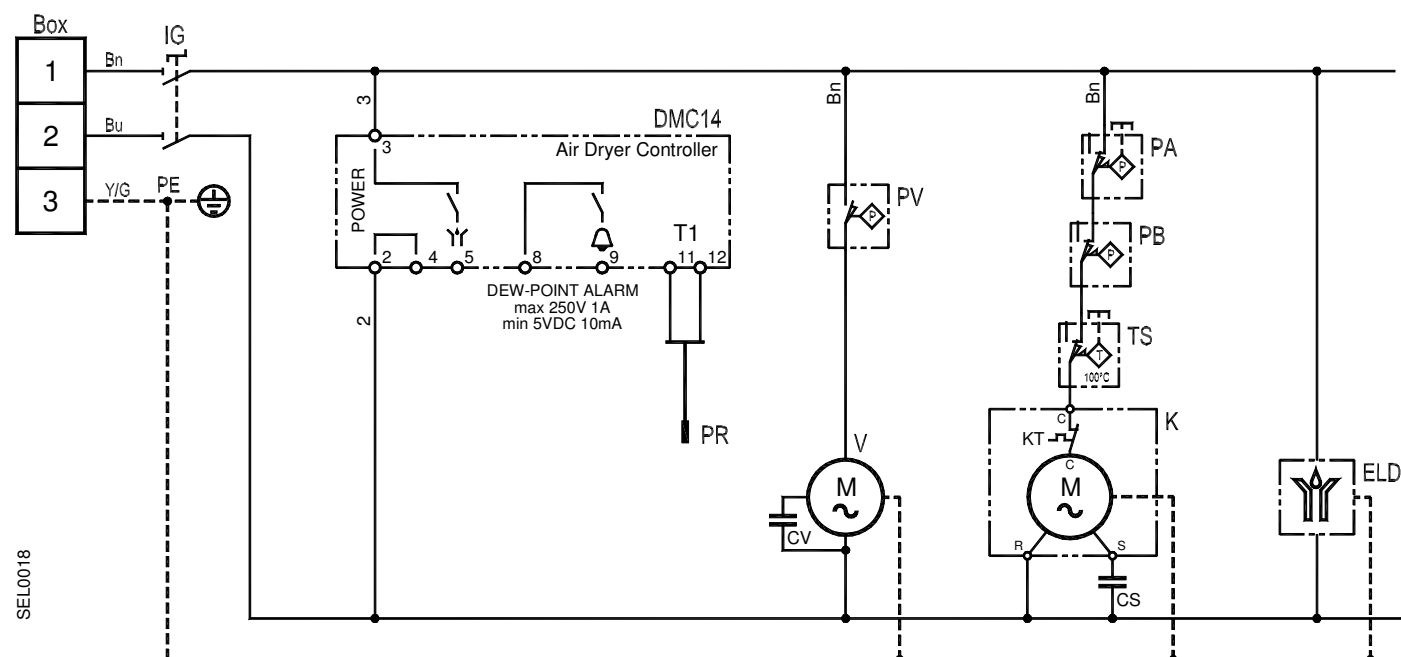 Box
IG
1
Bn
2
Bu
3
Y/G
PE
3
DMC14
3
Air Dryer Controller
POWER
T1
2
4
5
8
9
11
12
DEW-POINT ALARM
max 250V 1A
min 5VDC 10mA
2
PR
Bn
PV
P
V
M
CV
Bn
PA
P
PB
P
TS
T
100°C
C
K
KT
C
M
R
S
CS
ELD
SEL0018